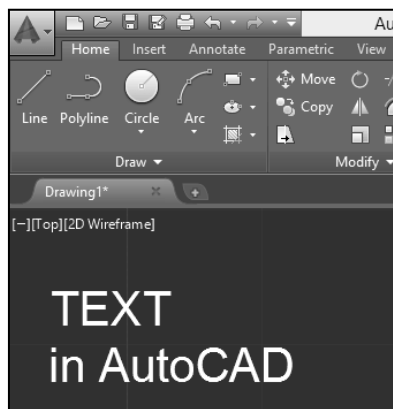 Au
Home Insert Annotate Parametric View
Line Polyline Circle Arc Move
Copy
Draw Modify
Drawing1*
[−][Top][2D Wireframe]
TEXT
in AutoCAD